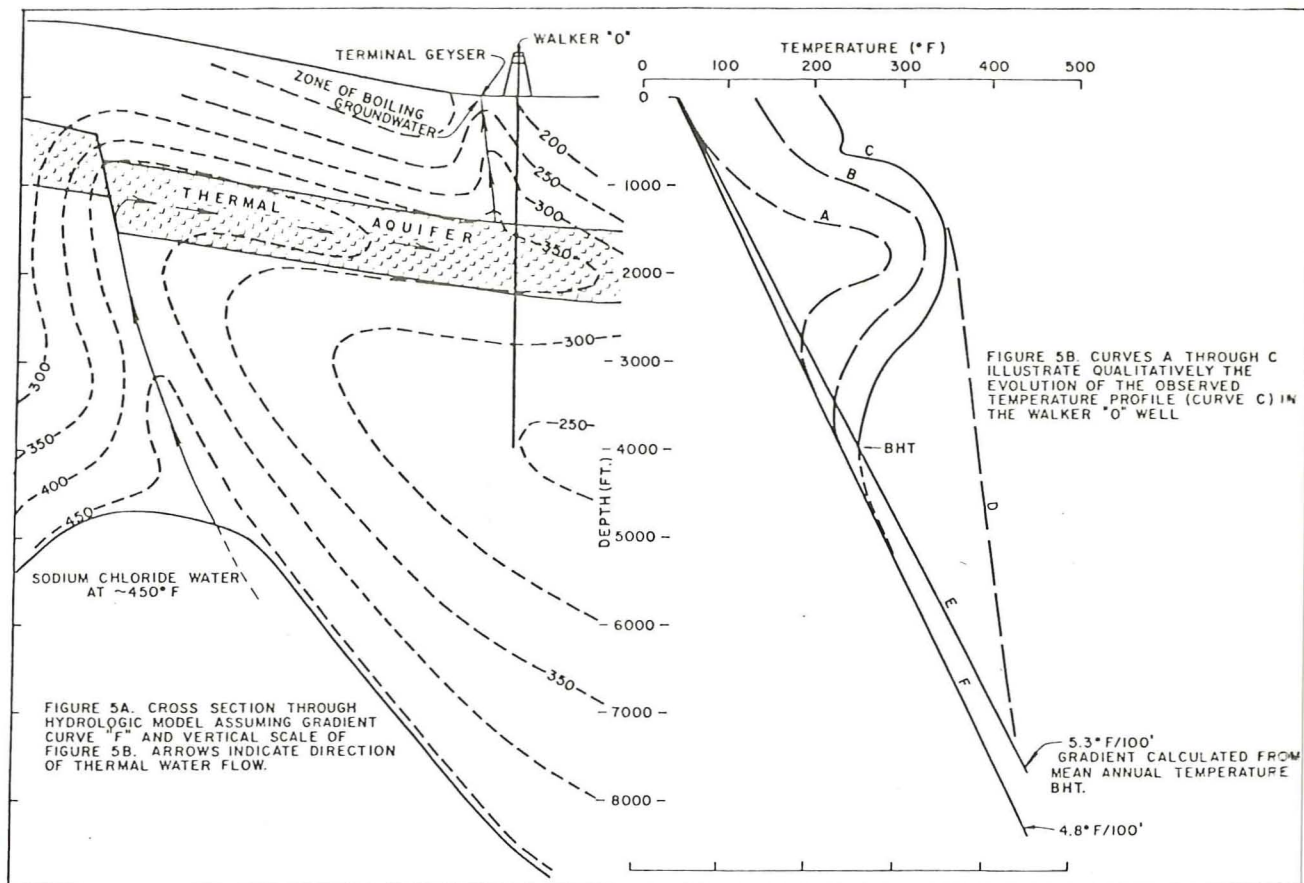 WALKER "O"
TERMINAL GEYSER
ZONE OF BOILING
GROUNDWATER
200
250
300
350
THERMAL AQUIFER
300
350
400
450
300
250
350
SODIUM CHLORIDE WATER
AT ~450°F
FIGURE 5A. CROSS SECTION THROUGH
HYDROLOGIC MODEL ASSUMING GRADIENT
CURVE "F" AND VERTICAL SCALE OF
FIGURE 5B. ARROWS INDICATE DIRECTION
OF THERMAL WATER FLOW.
TEMPERATURE (°F)
0 100 200 300 400 500
0
1000
2000
3000
4000
5000
6000
7000
8000
DEPTH (FT.)
C
B
A
BHT
D
E
F
FIGURE 5B. CURVES A THROUGH C
ILLUSTRATE QUALITATIVELY THE
EVOLUTION OF THE OBSERVED
TEMPERATURE PROFILE (CURVE C) IN
THE WALKER "O" WELL
5.3°F/100'
GRADIENT CALCULATED FROM
MEAN ANNUAL TEMPERATURE
BHT.
4.8°F/100'